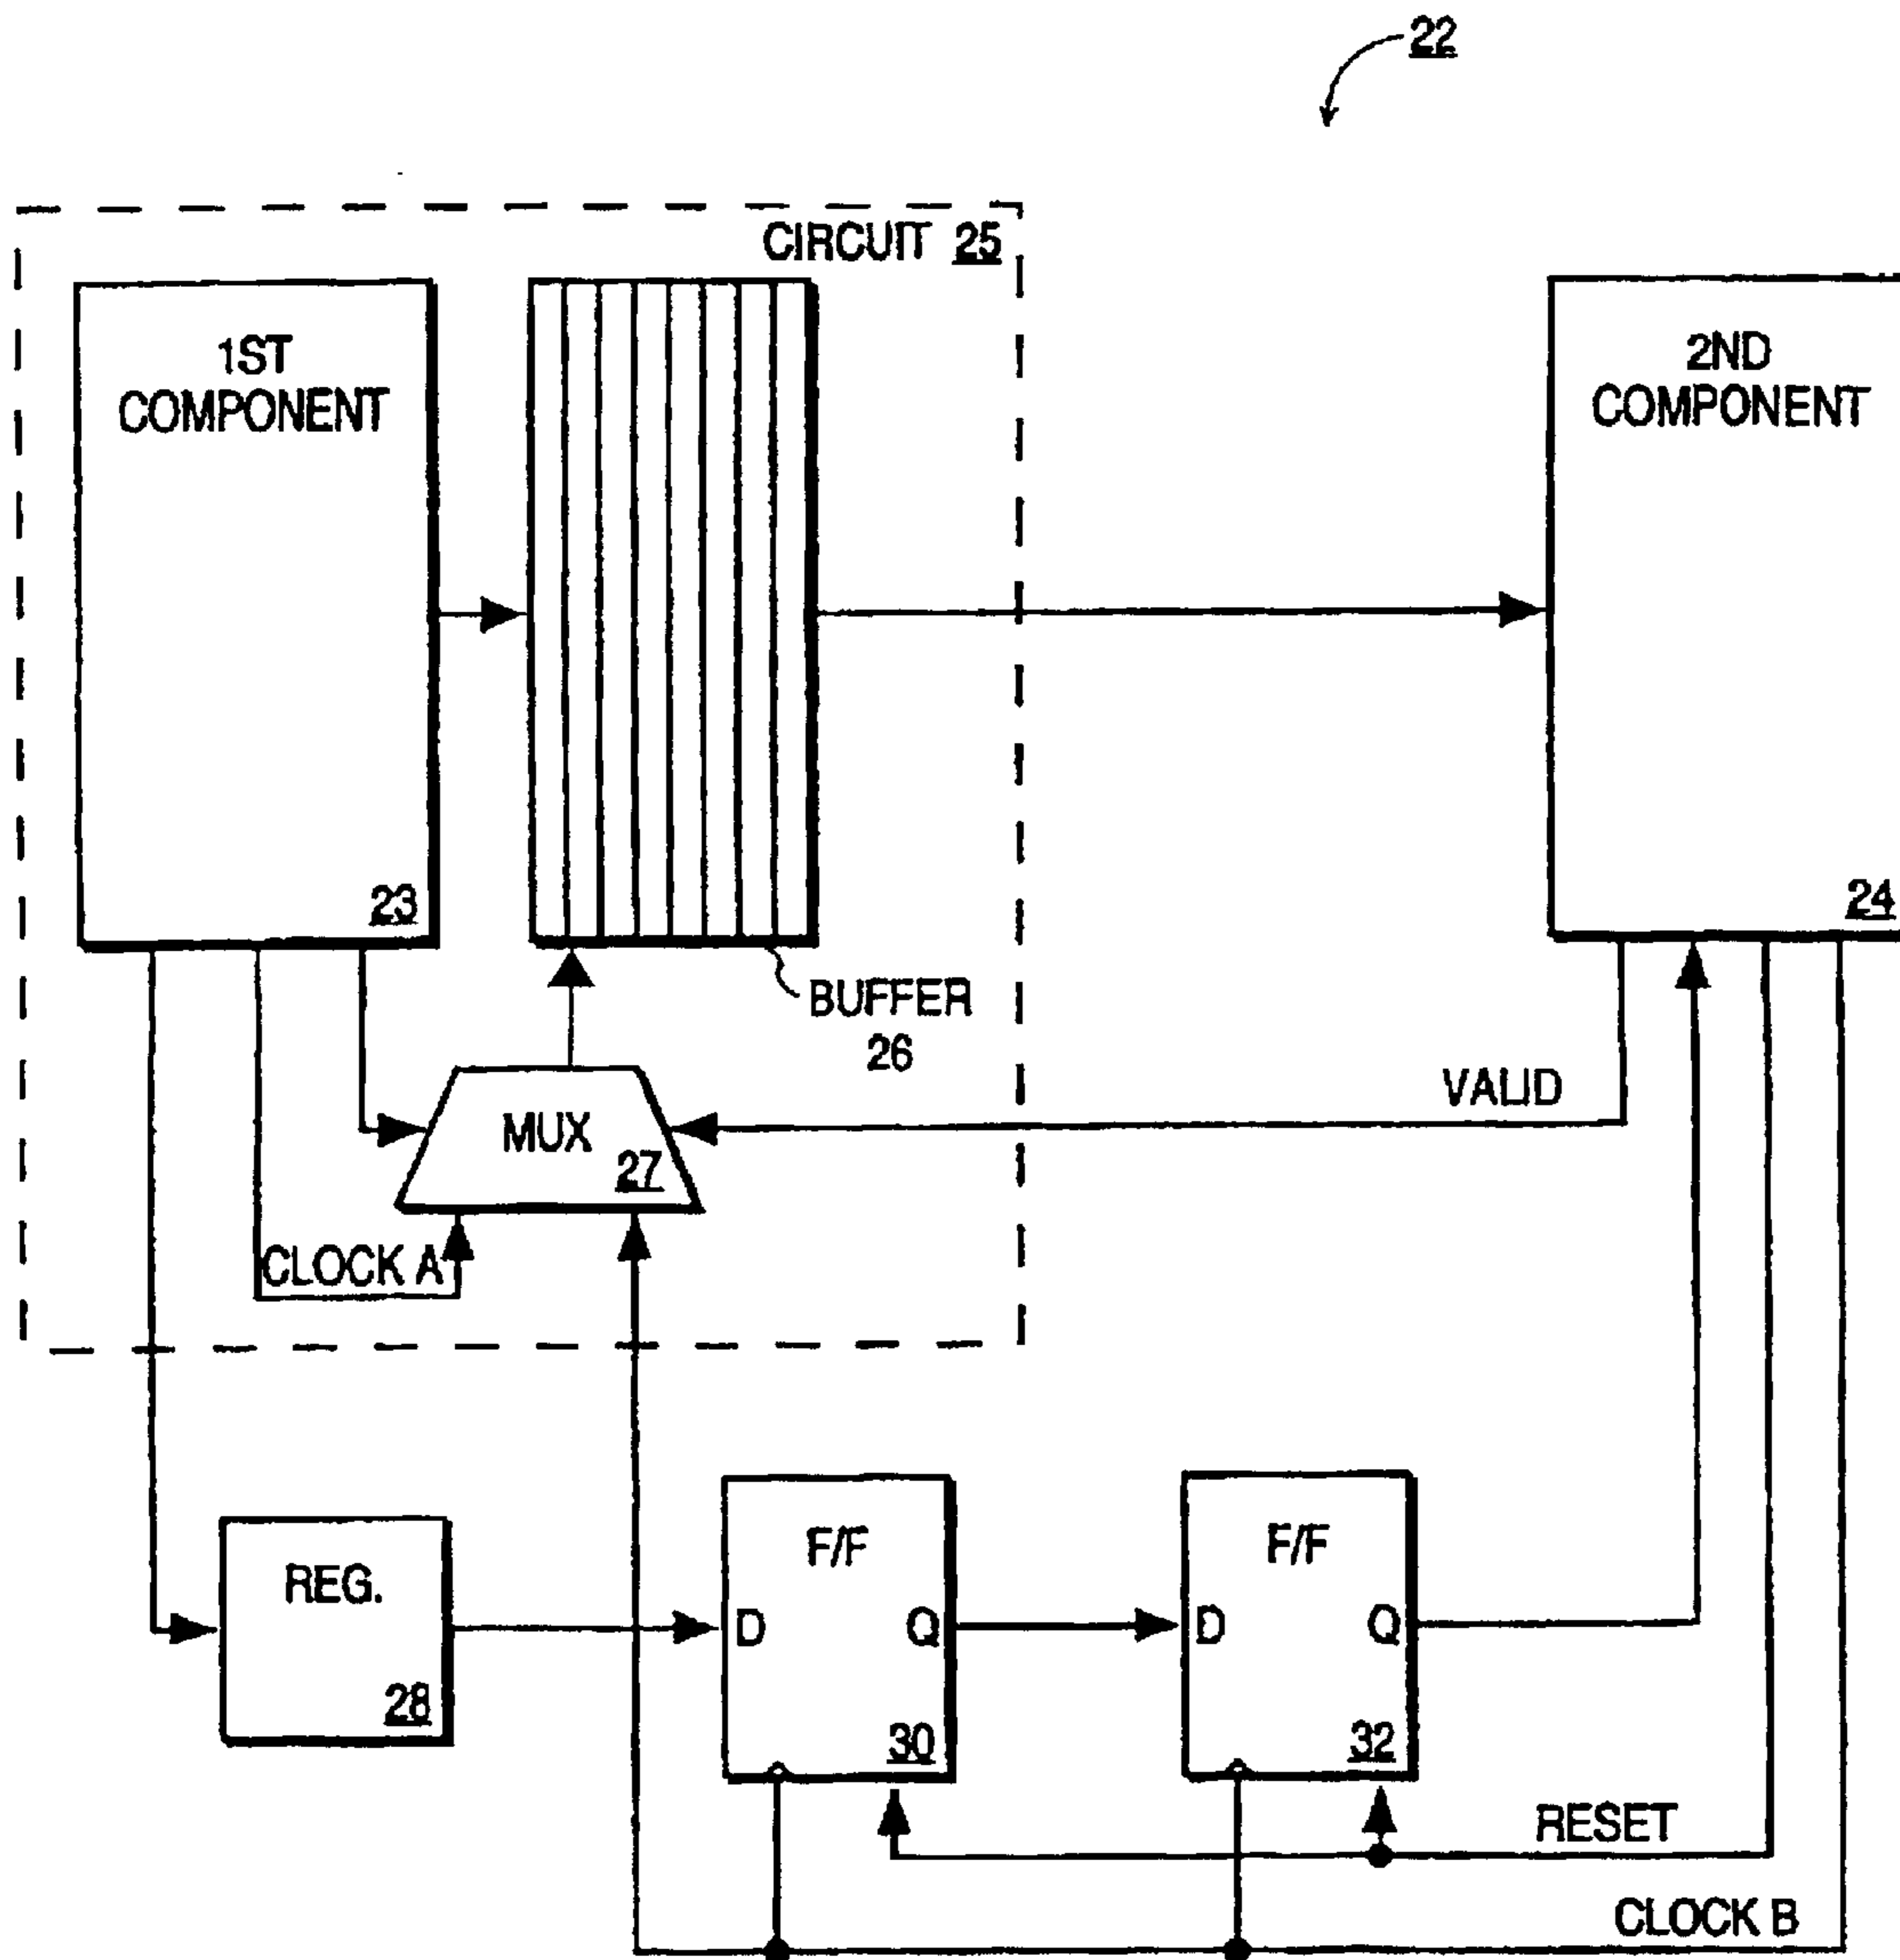 22
CIRCUIT 25
1ST
COMPONENT
2ND
COMPONENT
23
24
BUFFER
26
VALID
MUX
27
CLOCK A
F/F
F/F
REG.
D
Q
D
Q
28
30
32
RESET
CLOCK B